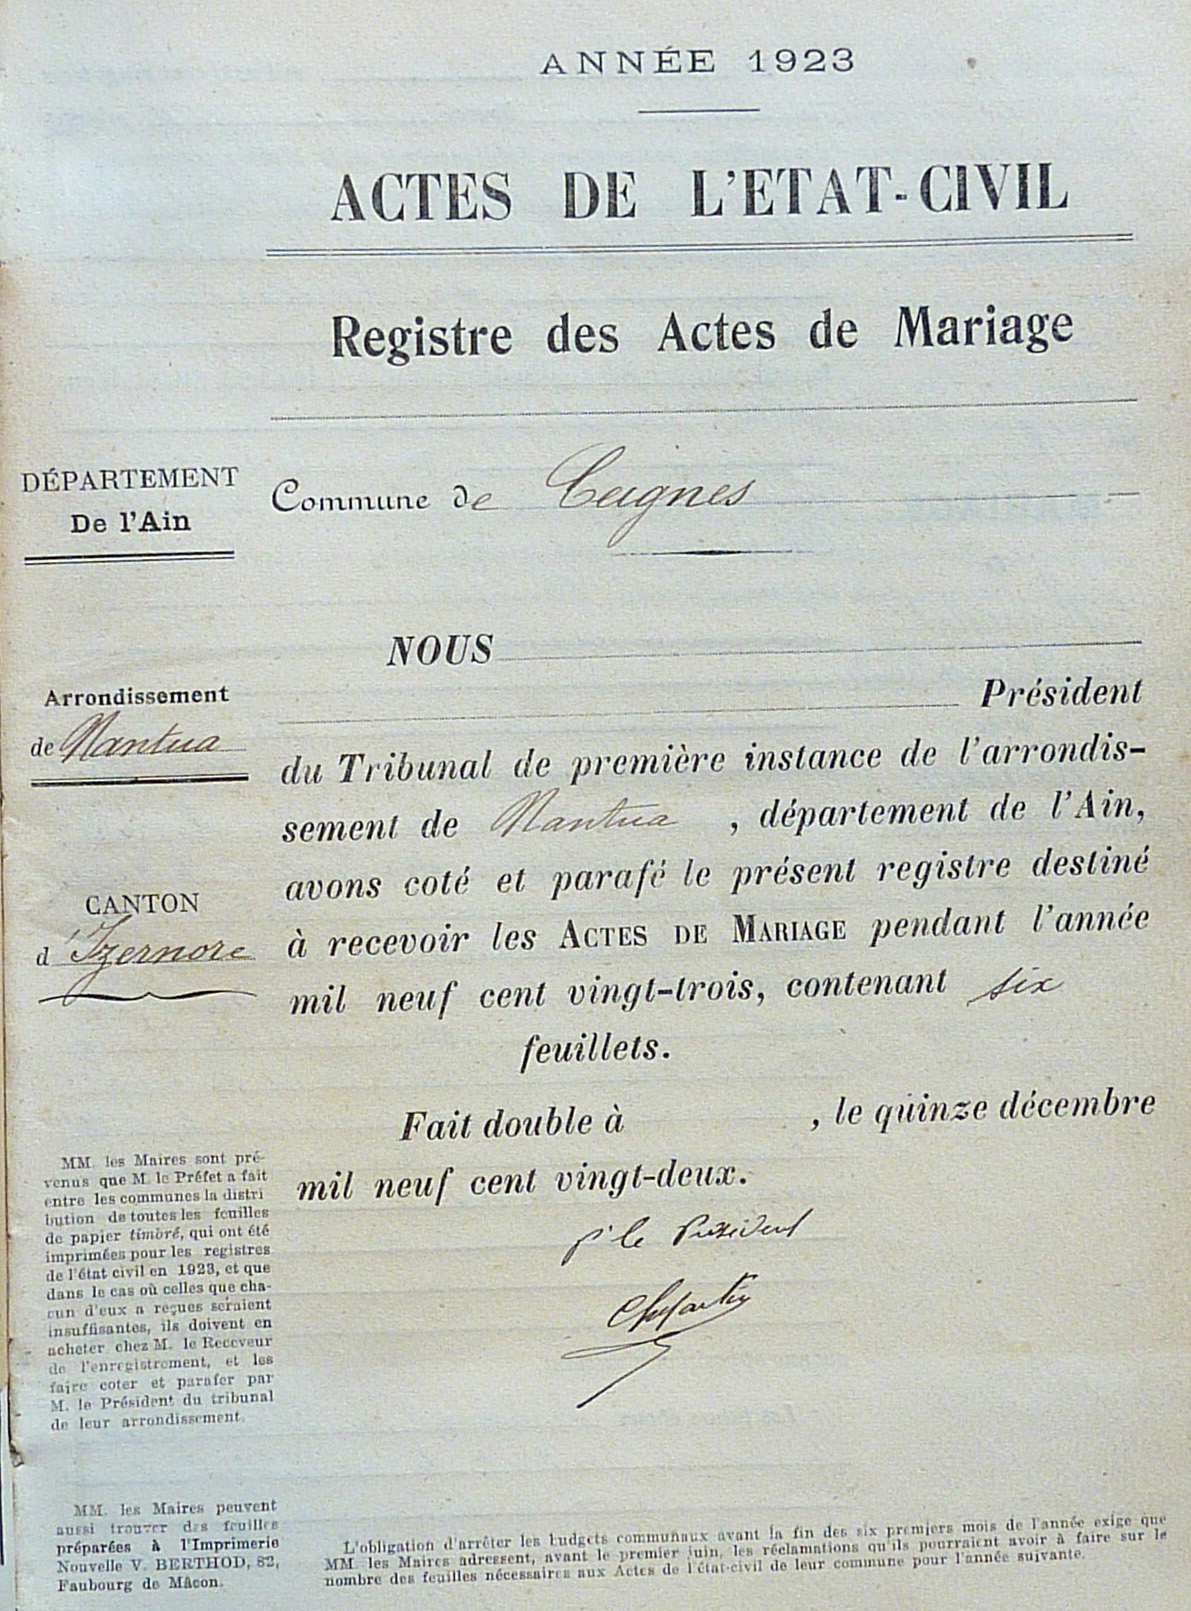 ANNÉE 1923
ACTES DE L'ETAT-CIVIL
Registre des Actes de Mariage
DÉPARTEMENT
De l'Ain
Commune de Ceignes
Arrondissement
de Nantua
CANTON
d'Izernore
NOUS
Président
du Tribunal de première instance de l'arrondis-
sement de Nantua, département de l'Ain,
avons coté et parafé le présent registre destiné
à recevoir les ACTES DE MARIAGE pendant l'année
mil neuf cent vingt-trois, contenant six
feuillets.
Fait double à , le quinze décembre
mil neuf cent vingt-deux.
p' le Président
MM. les Maires sont pré-
venus que M. le Préfet a fait
entre les communes la distri
bution de toutes les feuilles
de papier timbré, qui ont été
imprimées pour les registres
de l'état civil en 1923, et que
dans le cas où celles que cha-
cun d'eux a reçues seraient
insuffisantes, ils doivent en
acheter chez M. le Receveur
de l'enregistrement, et les
faire coter et parafer par
M. le Président du tribunal
de leur arrondissement.
MM. les Maires peuvent
aussi trouver des feuilles
préparées à l'Imprimerie
Nouvelle V. BERTHOD, 82,
Faubourg de Mâcon.
L'obligation d'arrêter les budgets communaux avant la fin des six premiers mois de l'année exige que
MM. les Maires adressent, avant le premier juin, les réclamations qu'ils pourraient avoir à faire sur le
nombre des feuilles nécessaires aux Actes de l'état-civil de leur commune pour l'année suivante.